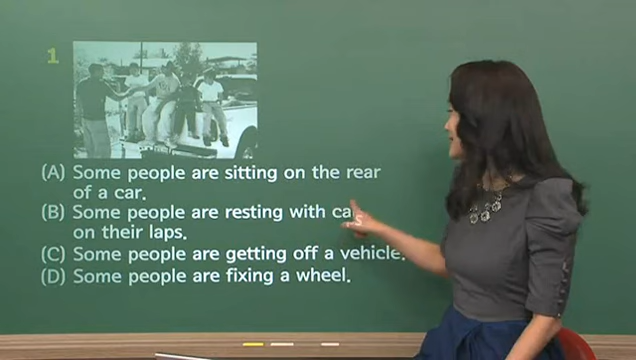 1
(A) Some people are sitting on the rear
of a car.
(B) Some people are resting with
on their laps.
(C) Some people are getting off a vehicle.
(D) Some people are fixing a wheel.